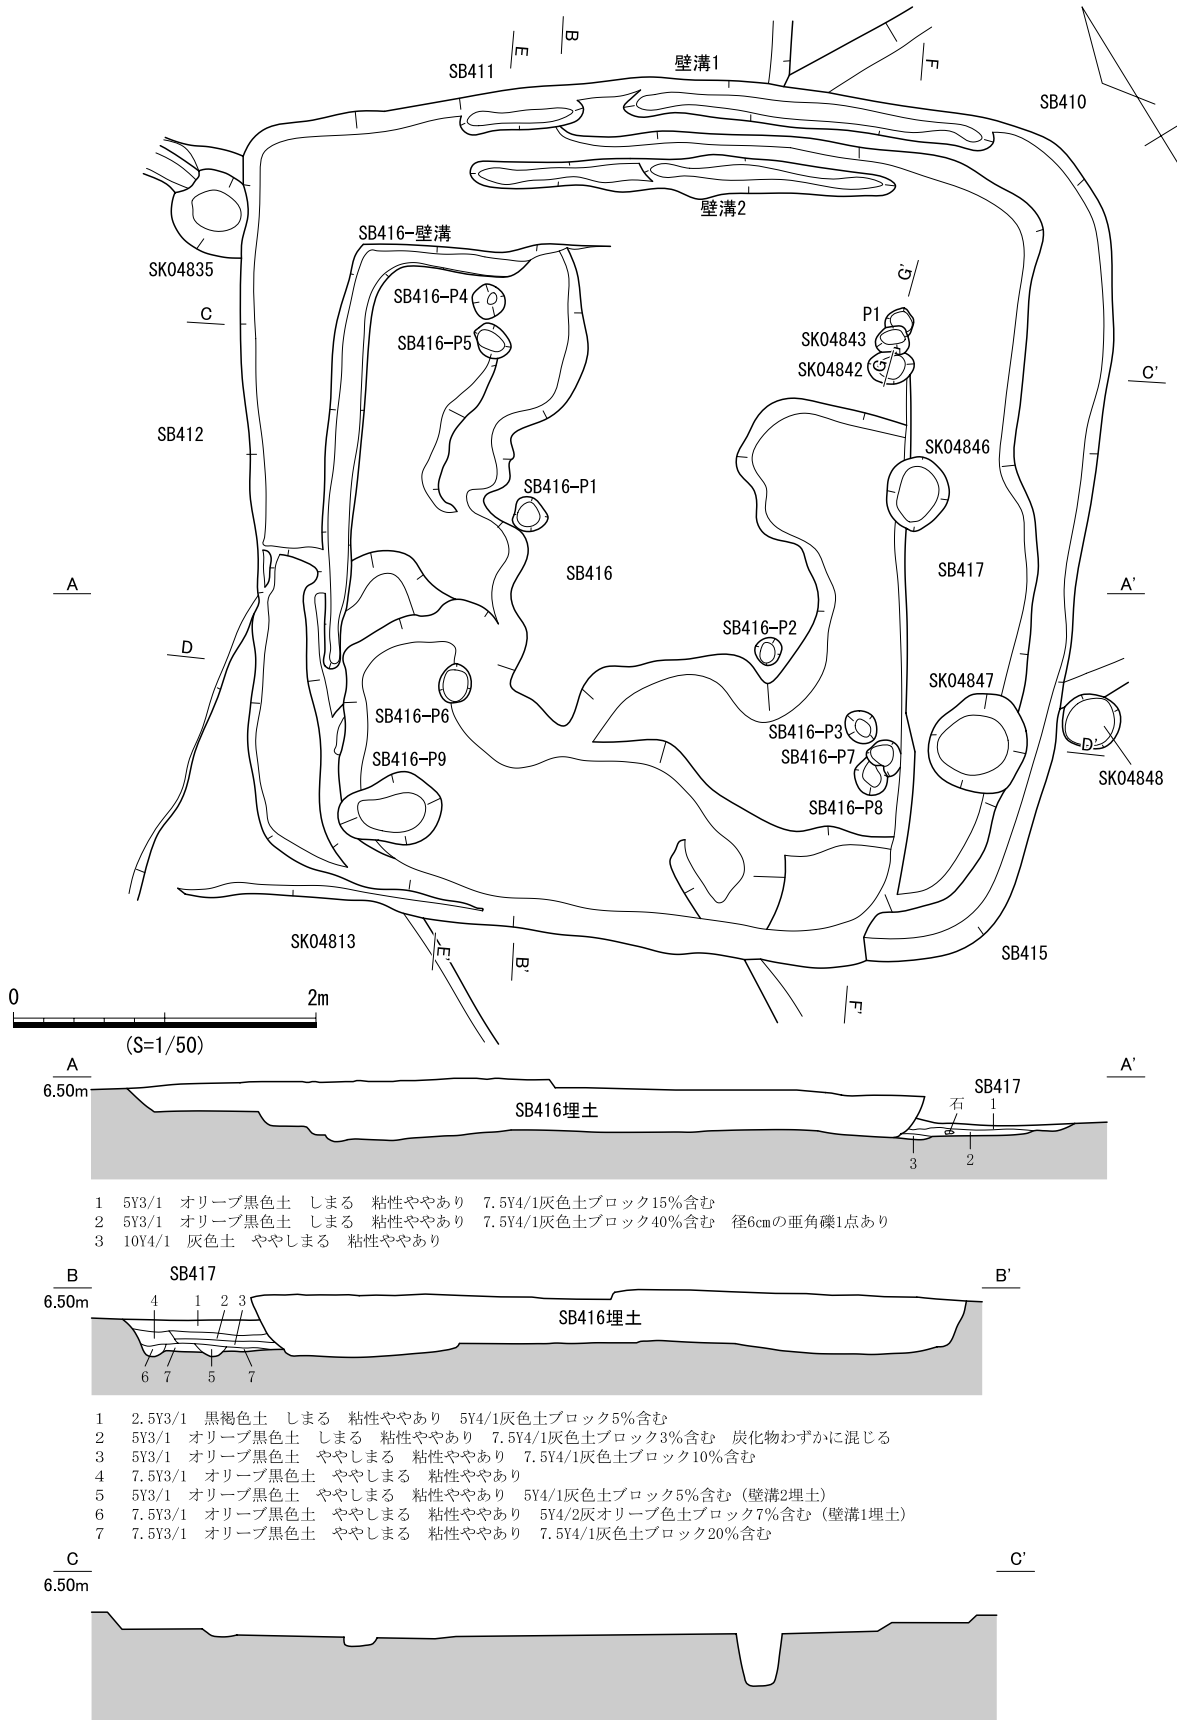 E
B
F
SB411
壁溝1
SB410
壁溝2
SB416-壁溝
SK04835
SB416-P4
G'
P1
C
SB416-P5
SK04843
SK04842
G
C'
SB412
SK04846
SB416-P1
SB416
SB417
A
A'
SB416-P2
D
SK04847
SB416-P6
SB416-P3
SB416-P7
D'
SB416-P9
SK04848
SB416-P8
SK04813
E'
B'
SB415
F'
0
2m
(S=1/50)
A
A'
6.50m
SB417
SB416埋土
石
1
3
2
1 5Y3/1 オリーブ黒色土 しまる 粘性ややあり 7.5Y4/1灰色土ブロック15%含む
2 5Y3/1 オリーブ黒色土 しまる 粘性ややあり 7.5Y4/1灰色土ブロック40%含む 径6cmの亜角礫1点あり
3 10Y4/1 灰色土 ややしまる 粘性ややあり
B
SB417
B'
6.50m
4 1 2 3
SB416埋土
6 7 5 7
1 2.5Y3/1 黒褐色土 しまる 粘性ややあり 5Y4/1灰色土ブロック5%含む
2 5Y3/1 オリーブ黒色土 しまる 粘性ややあり 7.5Y4/1灰色土ブロック3%含む 炭化物わずかに混じる
3 5Y3/1 オリーブ黒色土 ややしまる 粘性ややあり 7.5Y4/1灰色土ブロック10%含む
4 7.5Y3/1 オリーブ黒色土 ややしまる 粘性ややあり
5 5Y3/1 オリーブ黒色土 ややしまる 粘性ややあり 5Y4/1灰色土ブロック5%含む（壁溝2埋土）
6 7.5Y3/1 オリーブ黒色土 ややしまる 粘性ややあり 5Y4/2灰オリーブ色土ブロック7%含む（壁溝1埋土）
7 7.5Y3/1 オリーブ黒色土 ややしまる 粘性ややあり 7.5Y4/1灰色土ブロック20%含む
C
C'
6.50m